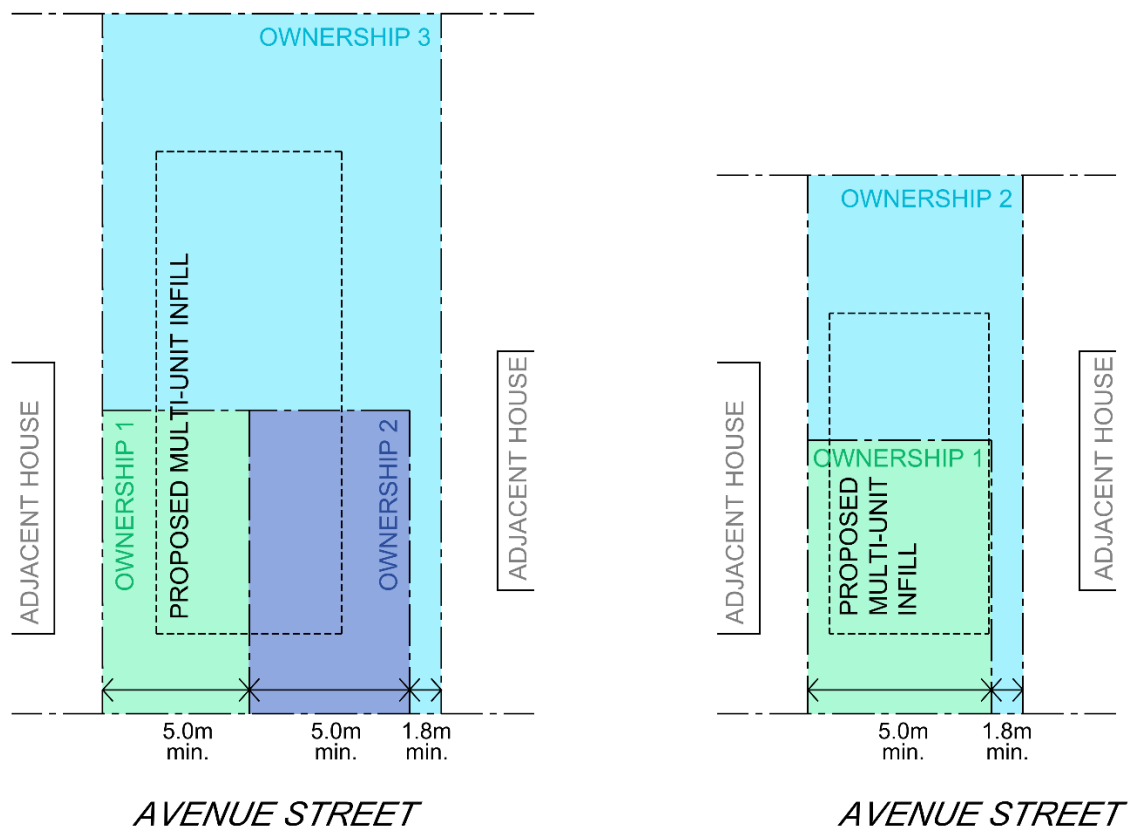 OWNERSHIP 3
ADJACENT HOUSE
OWNERSHIP 1
PROPOSED MULTI-UNIT INFILL
OWNERSHIP 2
ADJACENT HOUSE
5.0m
min.
5.0m
min.
1.8m
min.
AVENUE STREET
OWNERSHIP 2
ADJACENT HOUSE
OWNERSHIP 1
PROPOSED
MULTI-UNIT
INFILL
ADJACENT HOUSE
5.0m
min.
1.8m
min.
AVENUE STREET